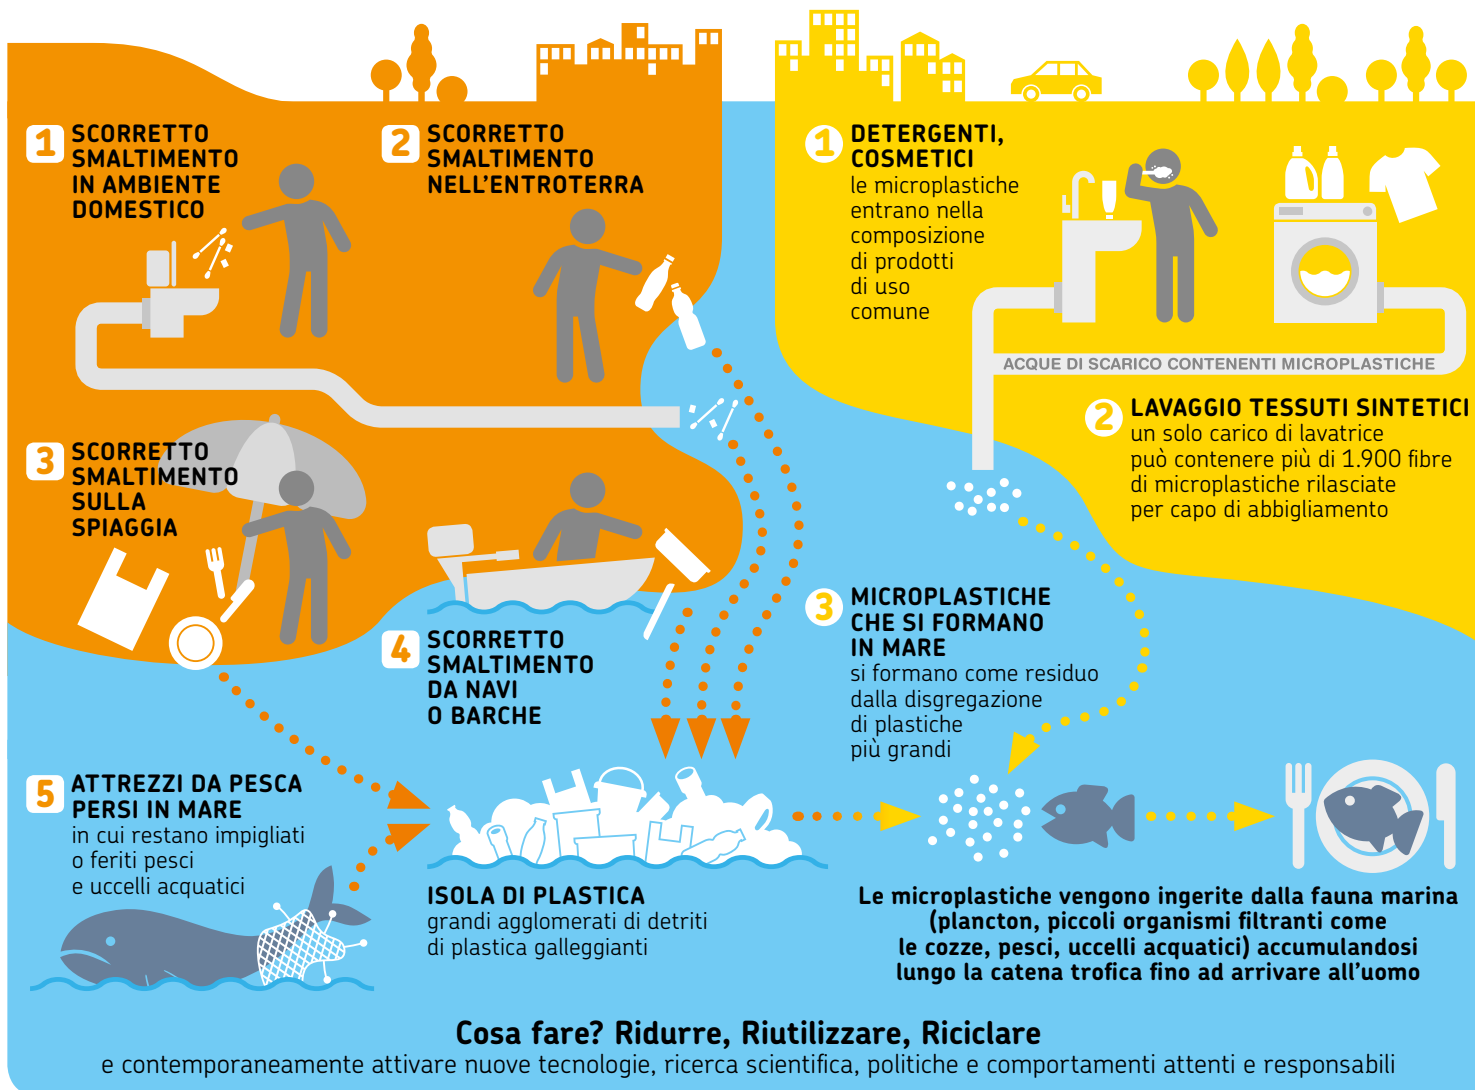 1 SCORRETTO
SMALTIMENTO
IN AMBIENTE
DOMESTICO
2 SCORRETTO
SMALTIMENTO
NELL'ENTROTERRA
3 SCORRETTO
SMALTIMENTO
SULLA
SPIAGGIA
4 SCORRETTO
SMALTIMENTO
DA NAVI
O BARCHE
5 ATTREZZI DA PESCA
PERSI IN MARE
in cui restano impigliati
o feriti pesci
e uccelli acquatici
ISOLA DI PLASTICA
grandi agglomerati di detriti
di plastica galleggianti
1 DETERGENTI,
COSMETICI
le microplastiche
entrano nella
composizione
di prodotti
di uso
comune
ACQUE DI SCARICO CONTENENTI MICROPLASTICHE
2 LAVAGGIO TESSUTI SINTETICI
un solo carico di lavatrice
può contenere più di 1.900 fibre
di microplastiche rilasciate
per capo di abbigliamento
3 MICROPLASTICHE
CHE SI FORMANO
IN MARE
si formano come residuo
dalla disgregazione
di plastiche
più grandi
Le microplastiche vengono ingerite dalla fauna marina
(plancton, piccoli organismi filtranti come
le cozze, pesci, uccelli acquatici) accumulandosi
lungo la catena trofica fino ad arrivare all'uomo
Cosa fare? Ridurre, Riutilizzare, Riciclare
e contemporaneamente attivare nuove tecnologie, ricerca scientifica, politiche e comportamenti attenti e responsabili